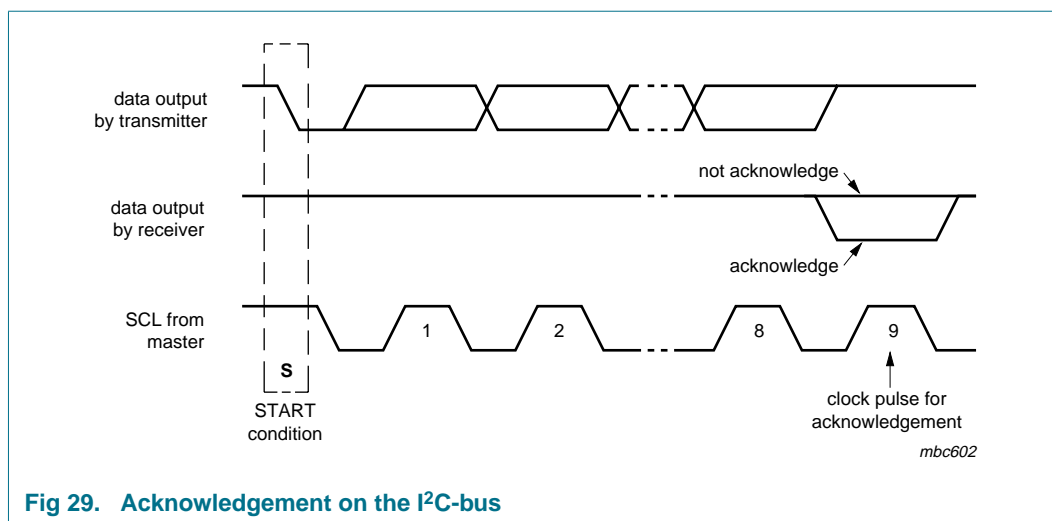 data output
by transmitter
not acknowledge
data output
by receiver
acknowledge
SCL from
master
1
2
8
9
S
START
condition
clock pulse for
acknowledgement
mbc602
Fig 29. Acknowledgement on the I²C-bus